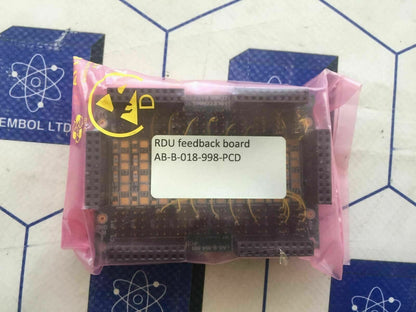 EMBOL LTD
RDU feedback board
AB-B-018-998-PCD